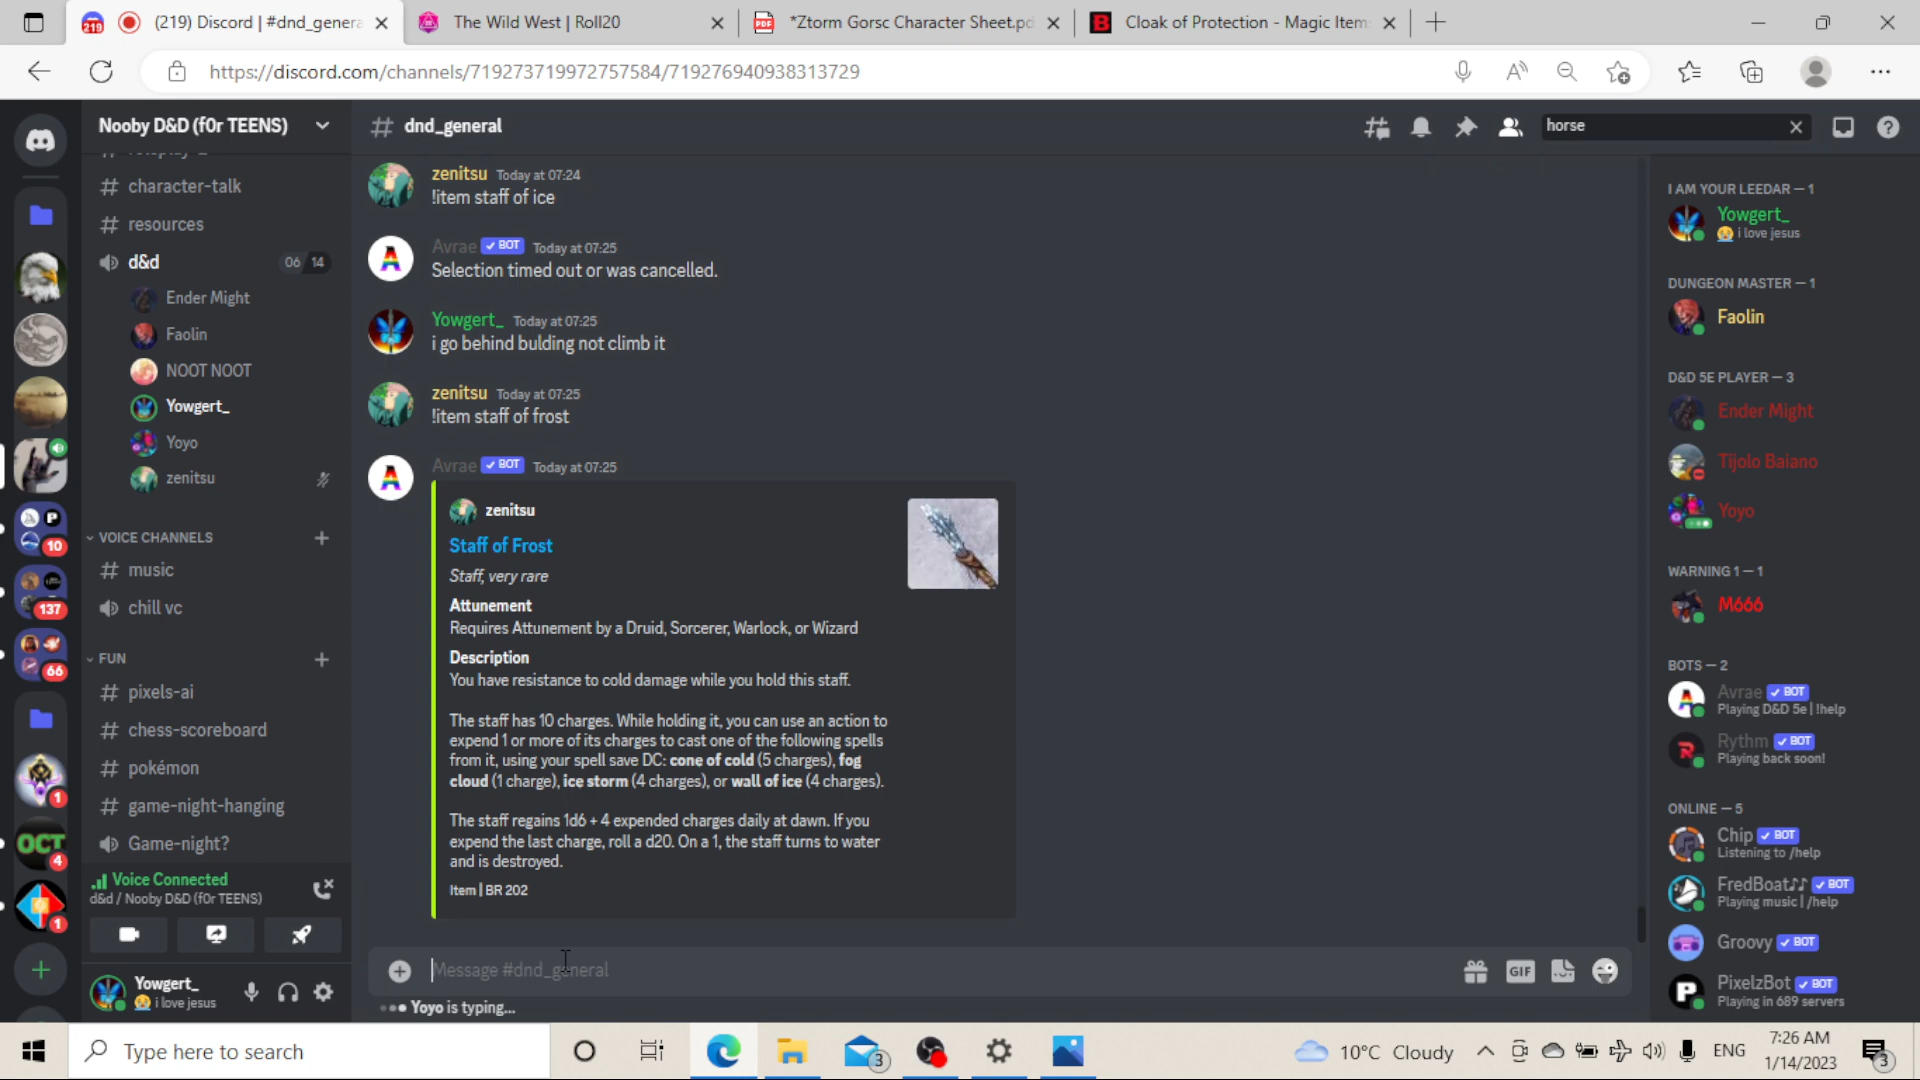 (219) Discord | #dnd_genera
The Wild West | Roll20
*Ztorm Gorsc Character Sheet.pd
Cloak of Protection - Magic Item
https://discord.com/channels/719273719972757584/719276940938313729
Nooby D&D (f0r TEENS)
# dnd_general
horse
# character-talk
# resources
d&d
06 14
Ender Might
Faolin
NOOT NOOT
Yowgert_
Yoyo
zenitsu
VOICE CHANNELS
# music
chill vc
FUN
# pixels-ai
# chess-scoreboard
# pokémon
# game-night-hanging
Game-night?
Voice Connected
d&d / Nooby D&D (f0r TEENS)
Yowgert_
i love jesus
219
10
137
66
1
OCT
4
1
zenitsu Today at 07:24
!item staff of ice
Avrae BOT Today at 07:25
Selection timed out or was cancelled.
Yowgert_ Today at 07:25
i go behind bulding not climb it
zenitsu Today at 07:25
!item staff of frost
Avrae BOT Today at 07:25
zenitsu
Staff of Frost
Staff, very rare
Attunement
Requires Attunement by a Druid, Sorcerer, Warlock, or Wizard
Description
You have resistance to cold damage while you hold this staff.
The staff has 10 charges. While holding it, you can use an action to
expend 1 or more of its charges to cast one of the following spells
from it, using your spell save DC: cone of cold (5 charges), fog
cloud (1 charge), ice storm (4 charges), or wall of ice (4 charges).
The staff regains 1d6 + 4 expended charges daily at dawn. If you
expend the last charge, roll a d20. On a 1, the staff turns to water
and is destroyed.
Item | BR 202
Message #dnd_general
GIF
Yoyo is typing...
I AM YOUR LEEDAR — 1
Yowgert_
i love jesus
DUNGEON MASTER — 1
Faolin
D&D 5E PLAYER — 3
Ender Might
Tijolo Baiano
Yoyo
WARNING 1 — 1
M666
BOTS — 2
Avrae BOT
Playing D&D 5e | !help
Rythm BOT
Playing back soon!
ONLINE — 5
Chip BOT
Listening to /help
FredBoat♪♪ BOT
Playing music | /help
Groovy BOT
PixelzBot BOT
Playing in 689 servers
Type here to search
3
10°C Cloudy
ENG
7:26 AM
1/14/2023
3